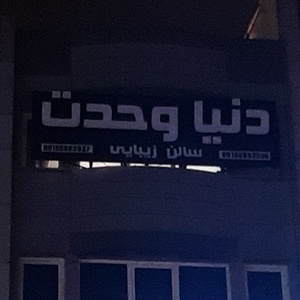 دنیا وحدت
سالن زیبایی